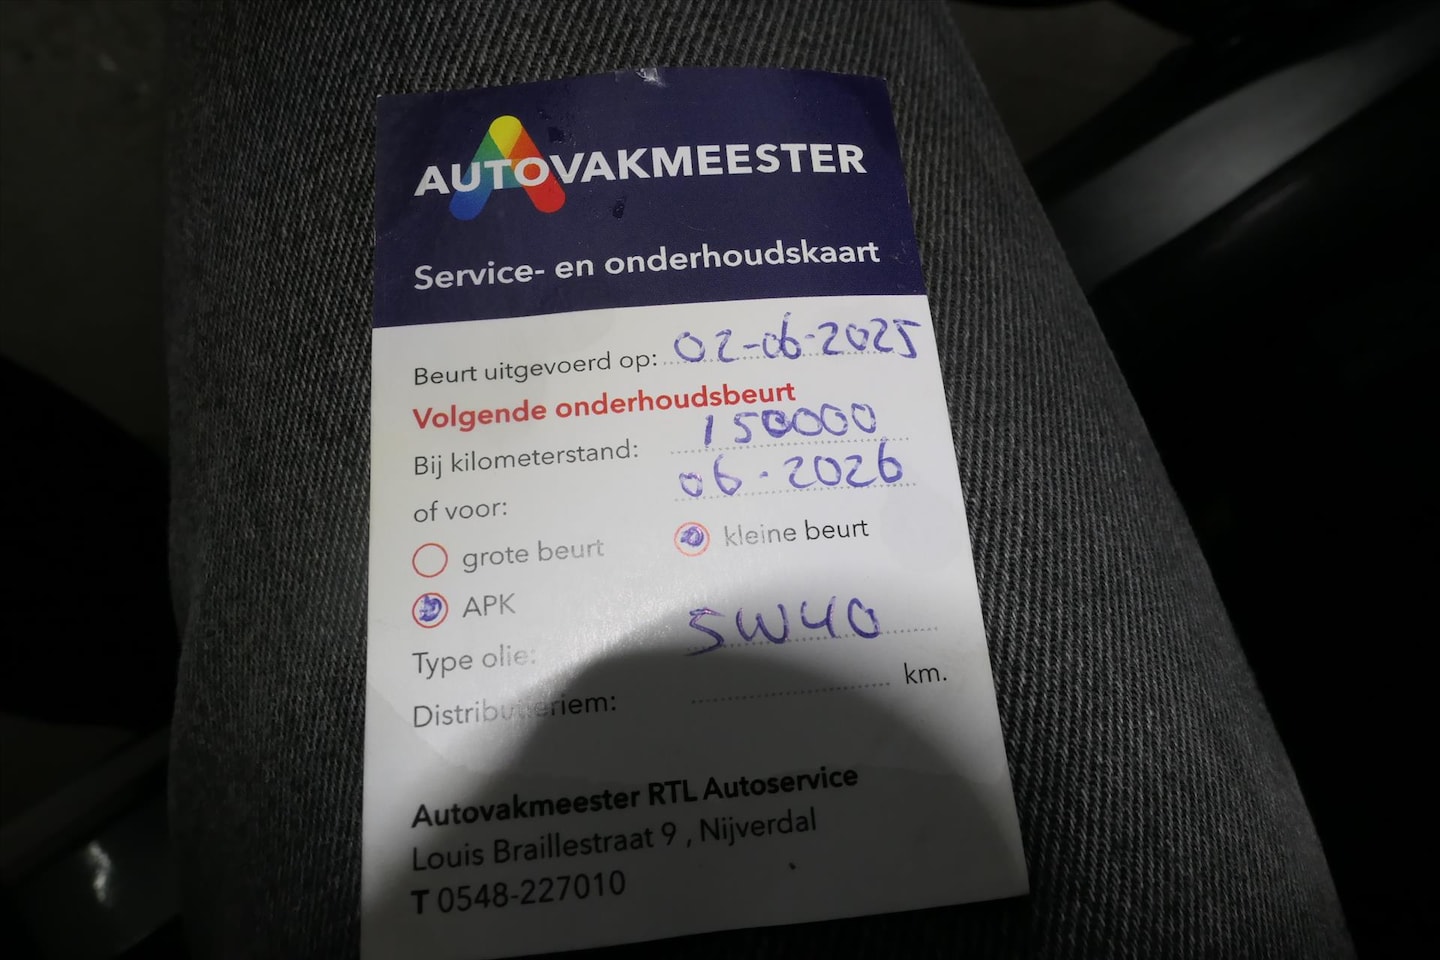 AUTOVAKMEESTER
Service- en onderhoudskaart
Beurt uitgevoerd op: 02-06-2025
Volgende onderhoudsbeurt
Bij kilometerstand: 150000
of voor: 06-2026
grote beurt kleine beurt
APK
Type olie: 5W40
Distributieriem: km.
Autovakmeester RTL Autoservice
Louis Braillestraat 9 , Nijverdal
T 0548-227010